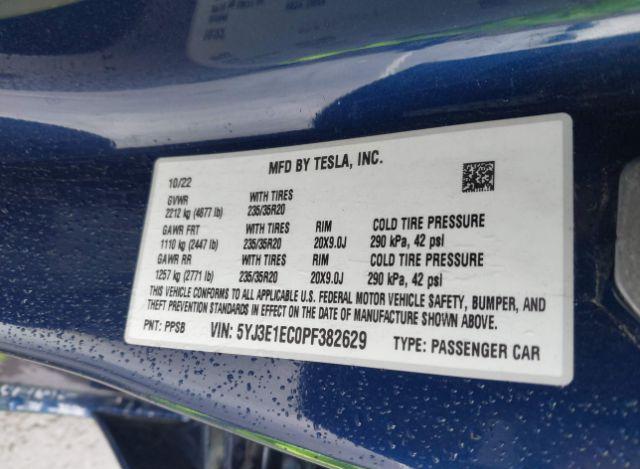 MFD BY TESLA, INC.
10/22
GVWR WITH TIRES
2212 kg (4877 lb) 235/35R20
GAWR FRT WITH TIRES RIM COLD TIRE PRESSURE
1110 kg (2447 lb) 235/35R20 20X9.0J 290 kPa, 42 psi
GAWR RR WITH TIRES RIM COLD TIRE PRESSURE
1257 kg (2771 lb) 235/35R20 20X9.0J 290 kPa, 42 psi
THIS VEHICLE CONFORMS TO ALL APPLICABLE U.S. FEDERAL MOTOR VEHICLE SAFETY, BUMPER, AND
THEFT PREVENTION STANDARDS IN EFFECT ON THE DATE OF MANUFACTURE SHOWN ABOVE.
PNT: PPSB VIN: 5YJ3E1EC0PF382629 TYPE: PASSENGER CAR